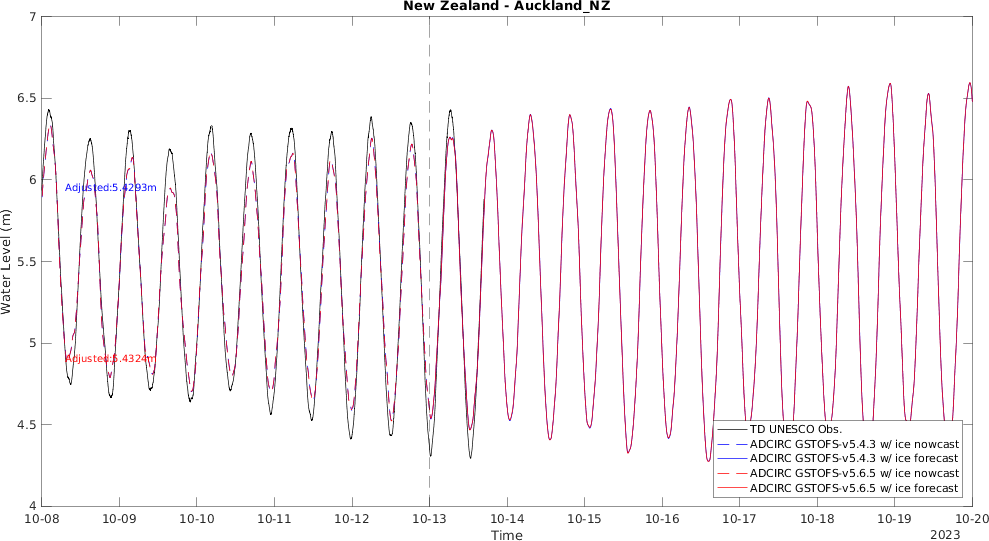 New Zealand - Auckland_NZ
7
6.5
6
5.5
5
4.5
4
Water Level (m)
Adjusted:5.4293m
Adjusted:5.4324m
TD UNESCO Obs.
ADCIRC GSTOFS-v5.4.3 w/ ice nowcast
ADCIRC GSTOFS-v5.4.3 w/ ice forecast
ADCIRC GSTOFS-v5.6.5 w/ ice nowcast
ADCIRC GSTOFS-v5.6.5 w/ ice forecast
10-08 10-09 10-10 10-11 10-12 10-13 10-14 10-15 10-16 10-17 10-18 10-19 10-20
Time
2023